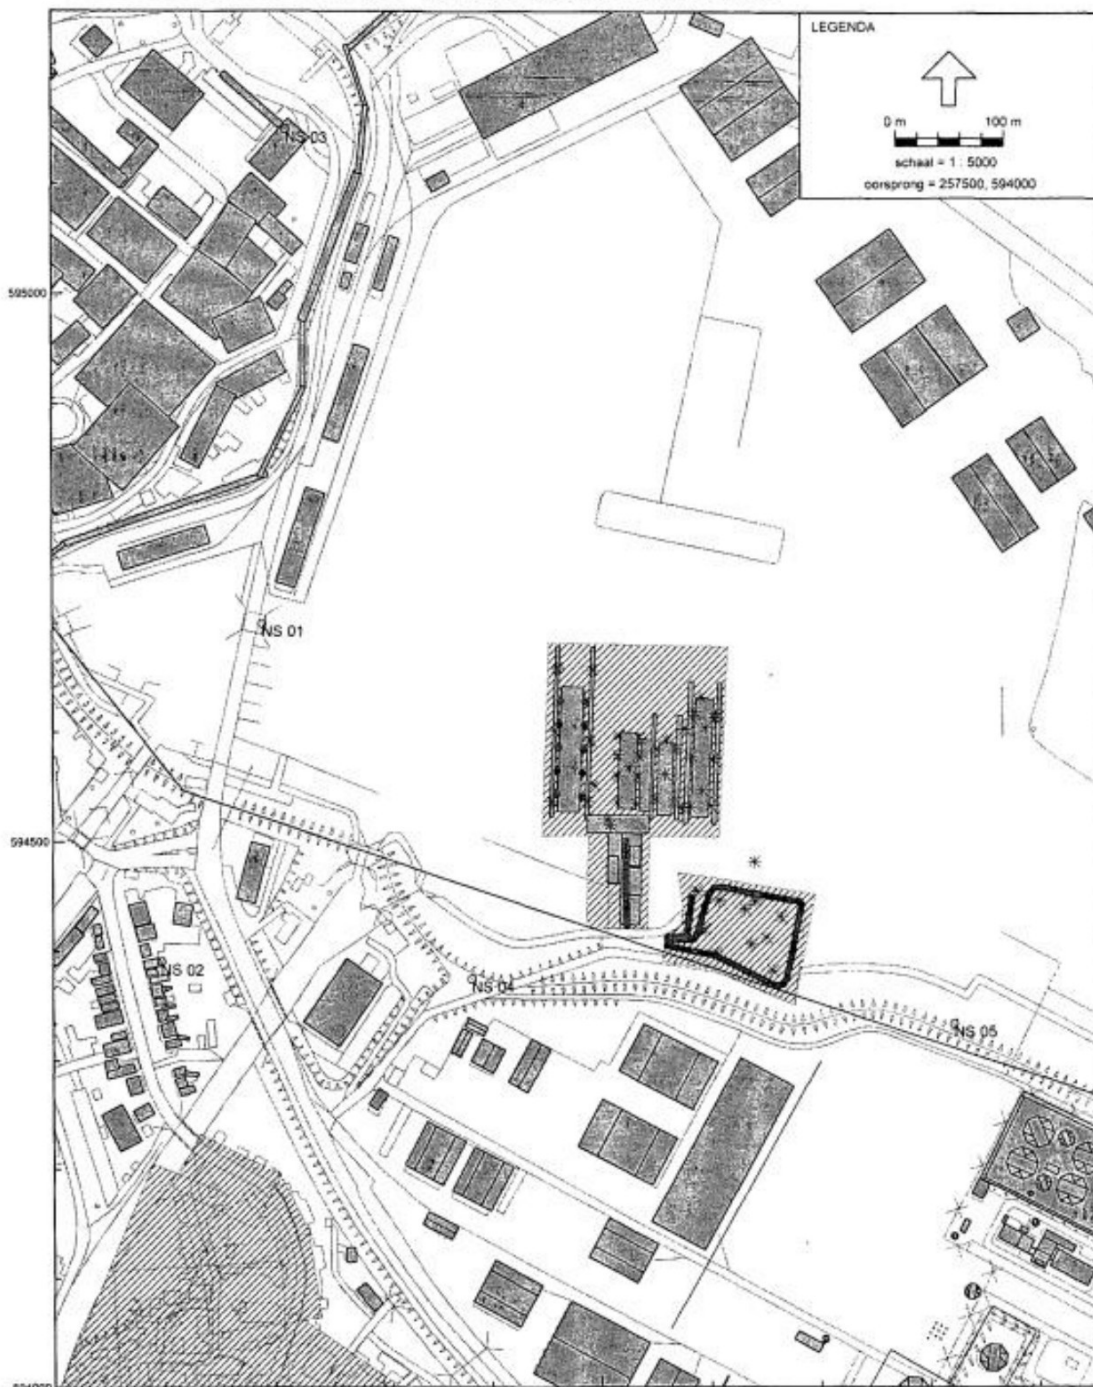 LEGENDA
0 m 100 m
schaal = 1 : 5000
oorsprong = 257500, 594000
NS 03
595000
NS 01
594500
NS 02
NS 04
NS 05